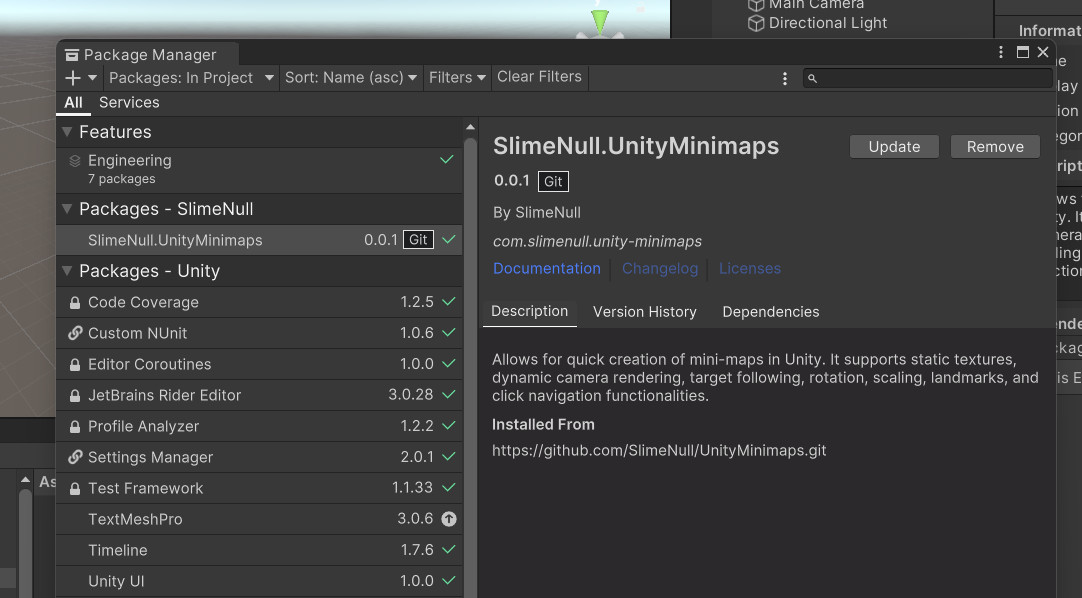 Main Camera
Directional Light
Informat
Package Manager
Packages: In Project
Sort: Name (asc)
Filters
Clear Filters
All
Services
Features
Engineering
7 packages
Packages - SlimeNull
SlimeNull.UnityMinimaps 0.0.1 Git
Packages - Unity
Code Coverage 1.2.5
Custom NUnit 1.0.6
Editor Coroutines 1.0.0
JetBrains Rider Editor 3.0.28
Profile Analyzer 1.2.2
Settings Manager 2.0.1
Test Framework 1.1.33
TextMeshPro 3.0.6
Timeline 1.7.6
Unity UI 1.0.0
SlimeNull.UnityMinimaps
Update
Remove
0.0.1 Git
By SlimeNull
com.slimenull.unity-minimaps
Documentation
Changelog
Licenses
Description
Version History
Dependencies
Allows for quick creation of mini-maps in Unity. It supports static textures,
dynamic camera rendering, target following, rotation, scaling, landmarks, and
click navigation functionalities.
Installed From
https://github.com/SlimeNull/UnityMinimaps.git
As